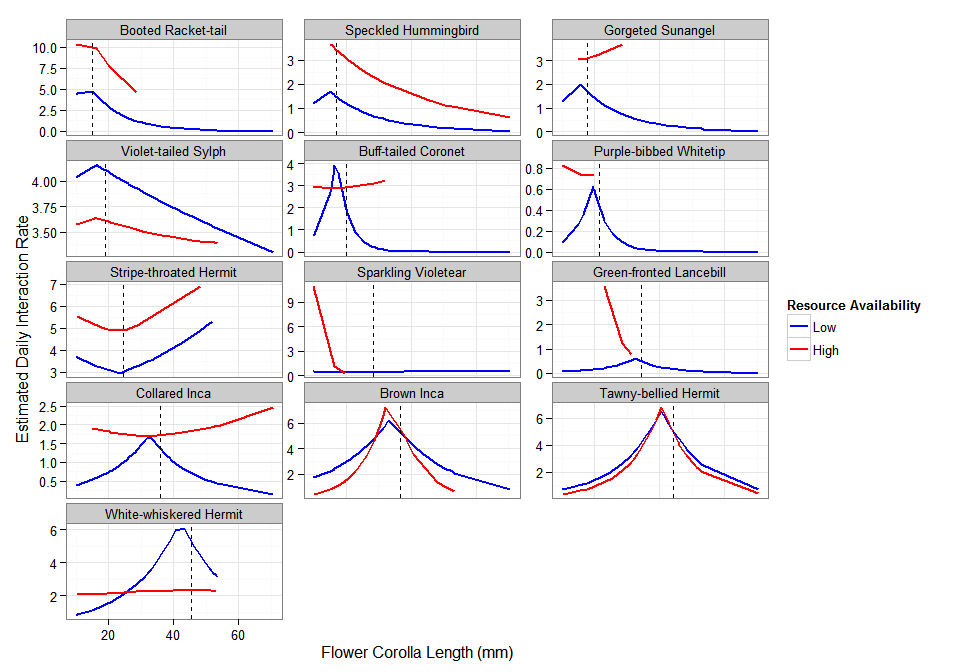 Booted Racket-tail
Speckled Hummingbird
Gorgeted Sunangel
10.0
7.5
5.0
2.5
0.0
3
2
1
0
3
2
1
0
Violet-tailed Sylph
Buff-tailed Coronet
Purple-bibbed Whitetip
4.00
3.75
3.50
4
3
2
1
0
0.8
0.6
0.4
0.2
0.0
Stripe-throated Hermit
Sparkling Violetear
Green-fronted Lancebill
7
6
5
4
3
9
6
3
0
3
2
1
0
Collared Inca
Brown Inca
Tawny-bellied Hermit
2.5
2.0
1.5
1.0
0.5
6
4
2
6
4
2
White-whiskered Hermit
6
4
2
20 40 60
Estimated Daily Interaction Rate
Flower Corolla Length (mm)
Resource Availability
Low
High